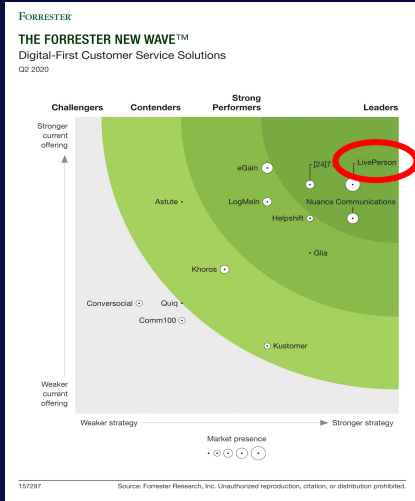 FORRESTER®
THE FORRESTER NEW WAVE™
Digital-First Customer Service Solutions
Q2 2020
Challengers
Contenders
Strong
Performers
Leaders
Stronger
current
offering
LivePerson
[24]7.
eGain
Nuance Communications
Astute
LogMeIn
Helpshift
Glia
Khoros
Conversocial
Quiq
Comm100
Kustomer
Weaker
current
offering
Weaker strategy
Stronger strategy
Market presence
157297
Source: Forrester Research, Inc. Unauthorized reproduction, citation, or distribution prohibited.